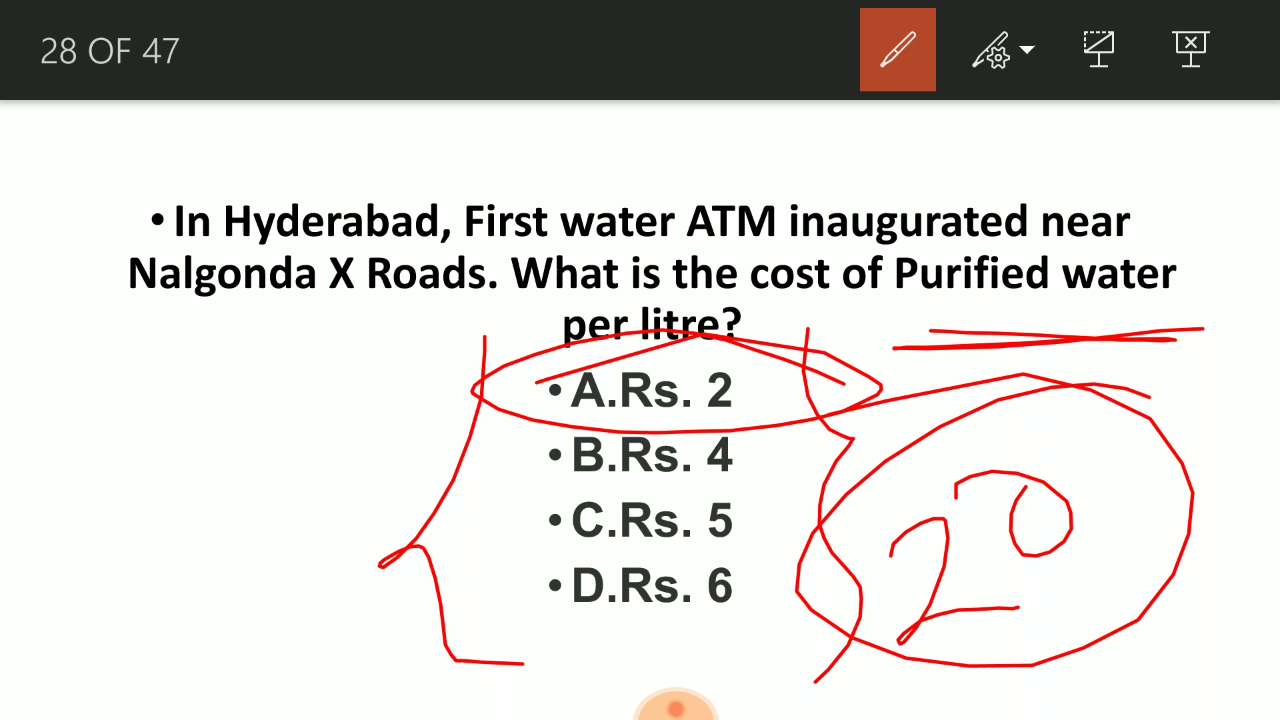 28 OF 47
• In Hyderabad, First water ATM inaugurated near
Nalgonda X Roads. What is the cost of Purified water
per litre?
• A.Rs. 2
• B.Rs. 4
• C.Rs. 5
• D.Rs. 6
20